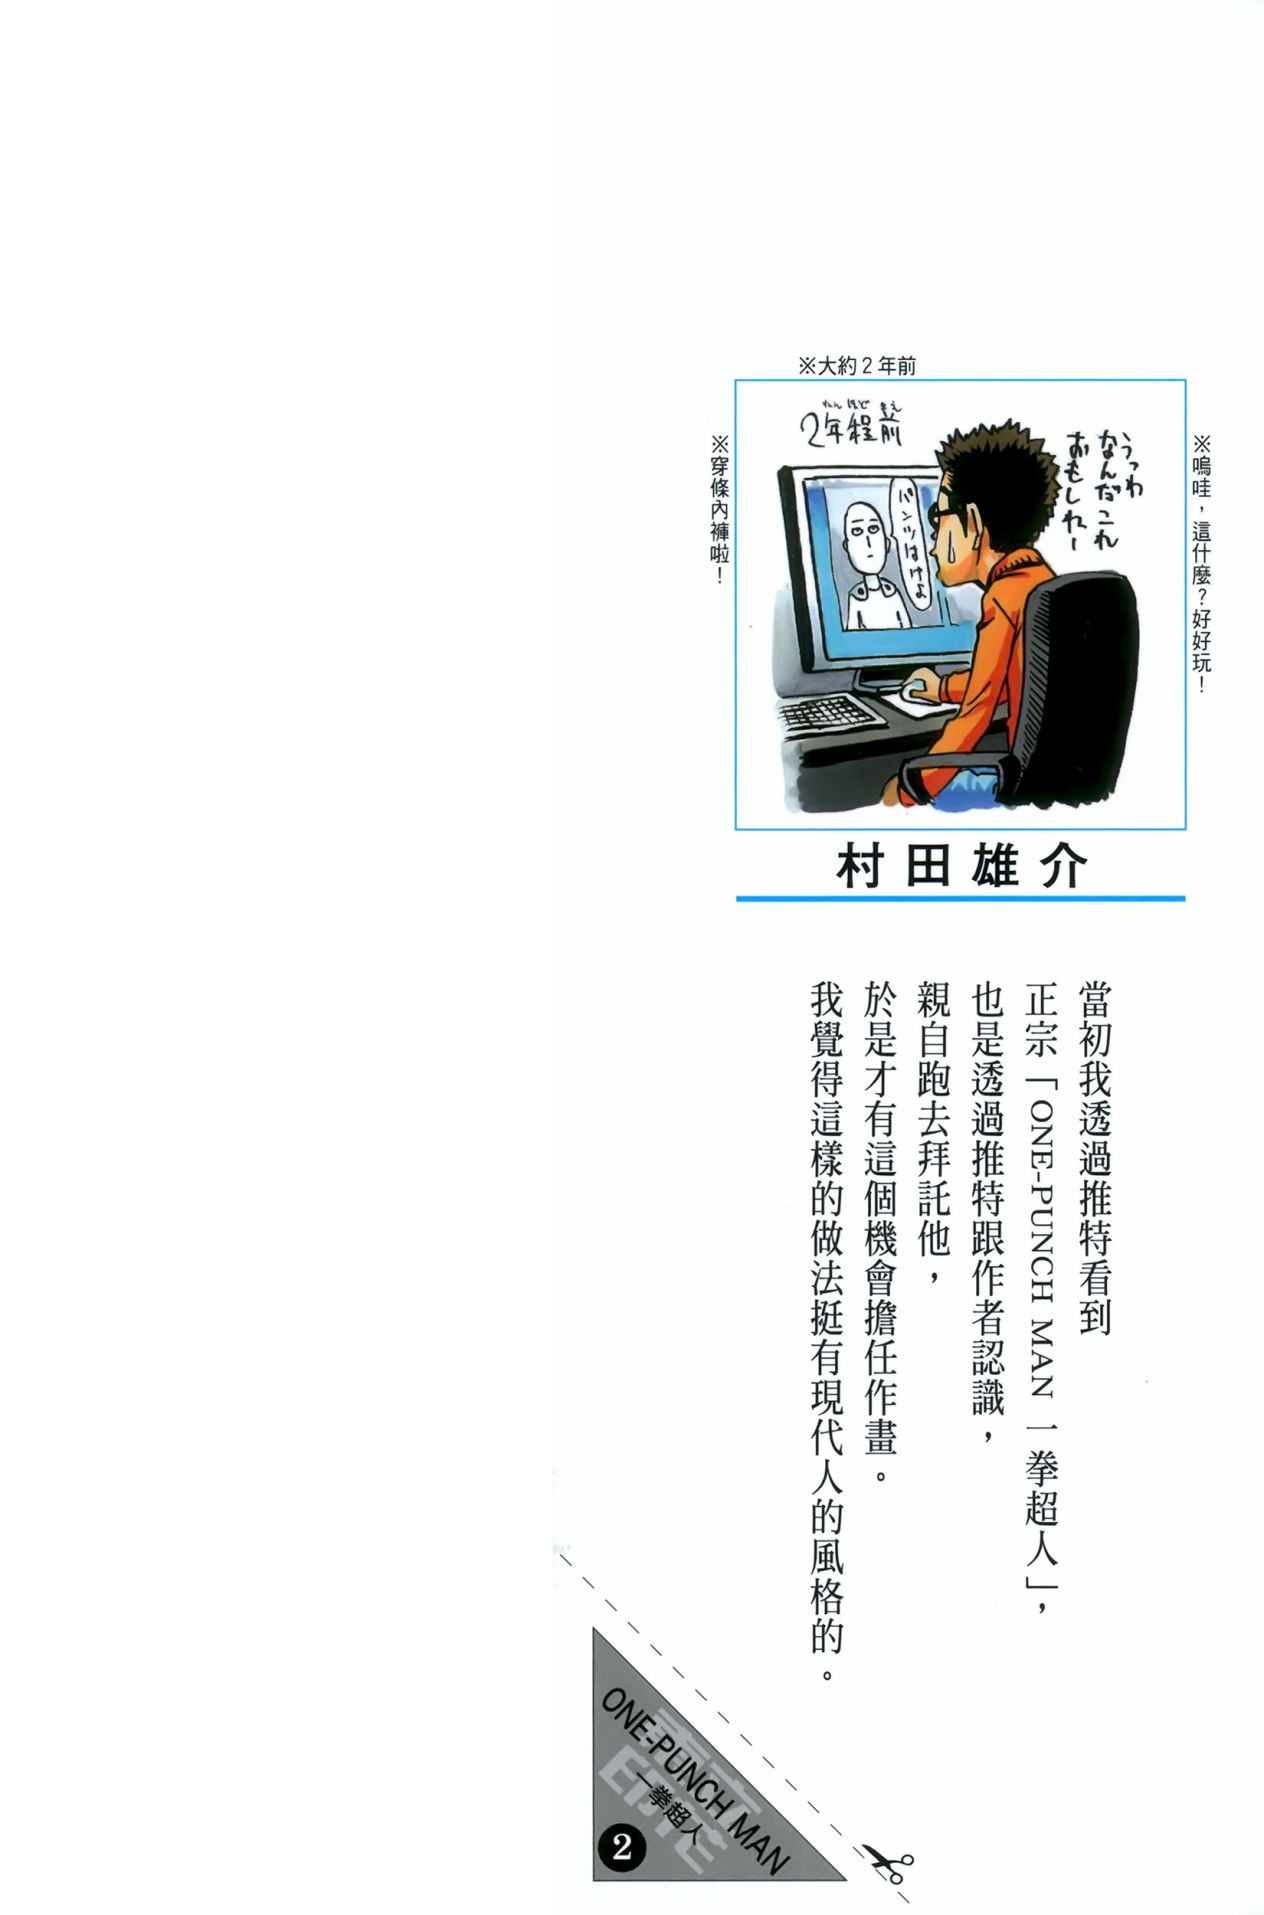 ※大約2年前
2年程前
ねん ほど まえ
※嗚哇，這什麼？好好玩！
うっわ
なんだこれ
おもしれー
パンツはけよ
※穿條內褲啦！
村田雄介
當初我透過推特看到
正宗「ONE-PUNCH MAN 一拳超人」，
也是透過推特跟作者認識，
親自跑去拜託他，
於是才有這個機會擔任作畫。
我覺得這樣的做法挺有現代人的風格的。
ONE-PUNCH MAN
一拳超人
2